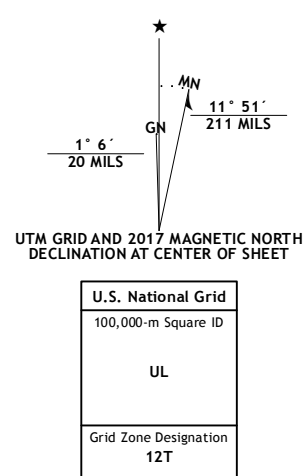 MN
11° 51´
211 MILS
GN
1° 6´
20 MILS
UTM GRID AND 2017 MAGNETIC NORTH
DECLINATION AT CENTER OF SHEET
U.S. National Grid
100,000-m Square ID
UL
Grid Zone Designation
12T